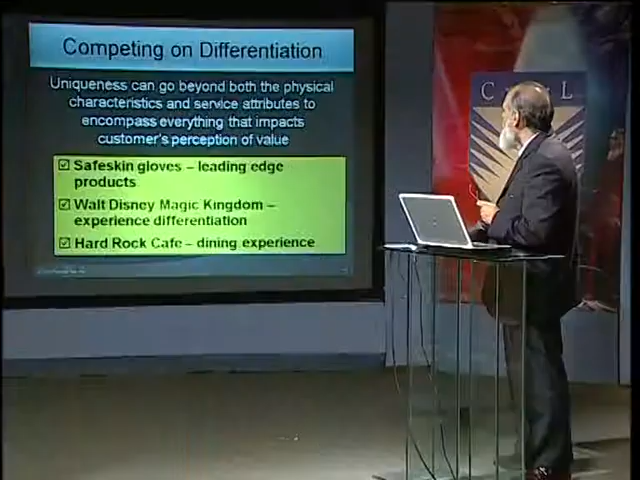 Competing on Differentiation
Uniqueness can go beyond both the physical
characteristics and service attributes to
encompass everything that impacts
customer's perception of value
Safeskin gloves – leading edge
products
Walt Disney Magic Kingdom –
experience differentiation
Hard Rock Cafe – dining experience